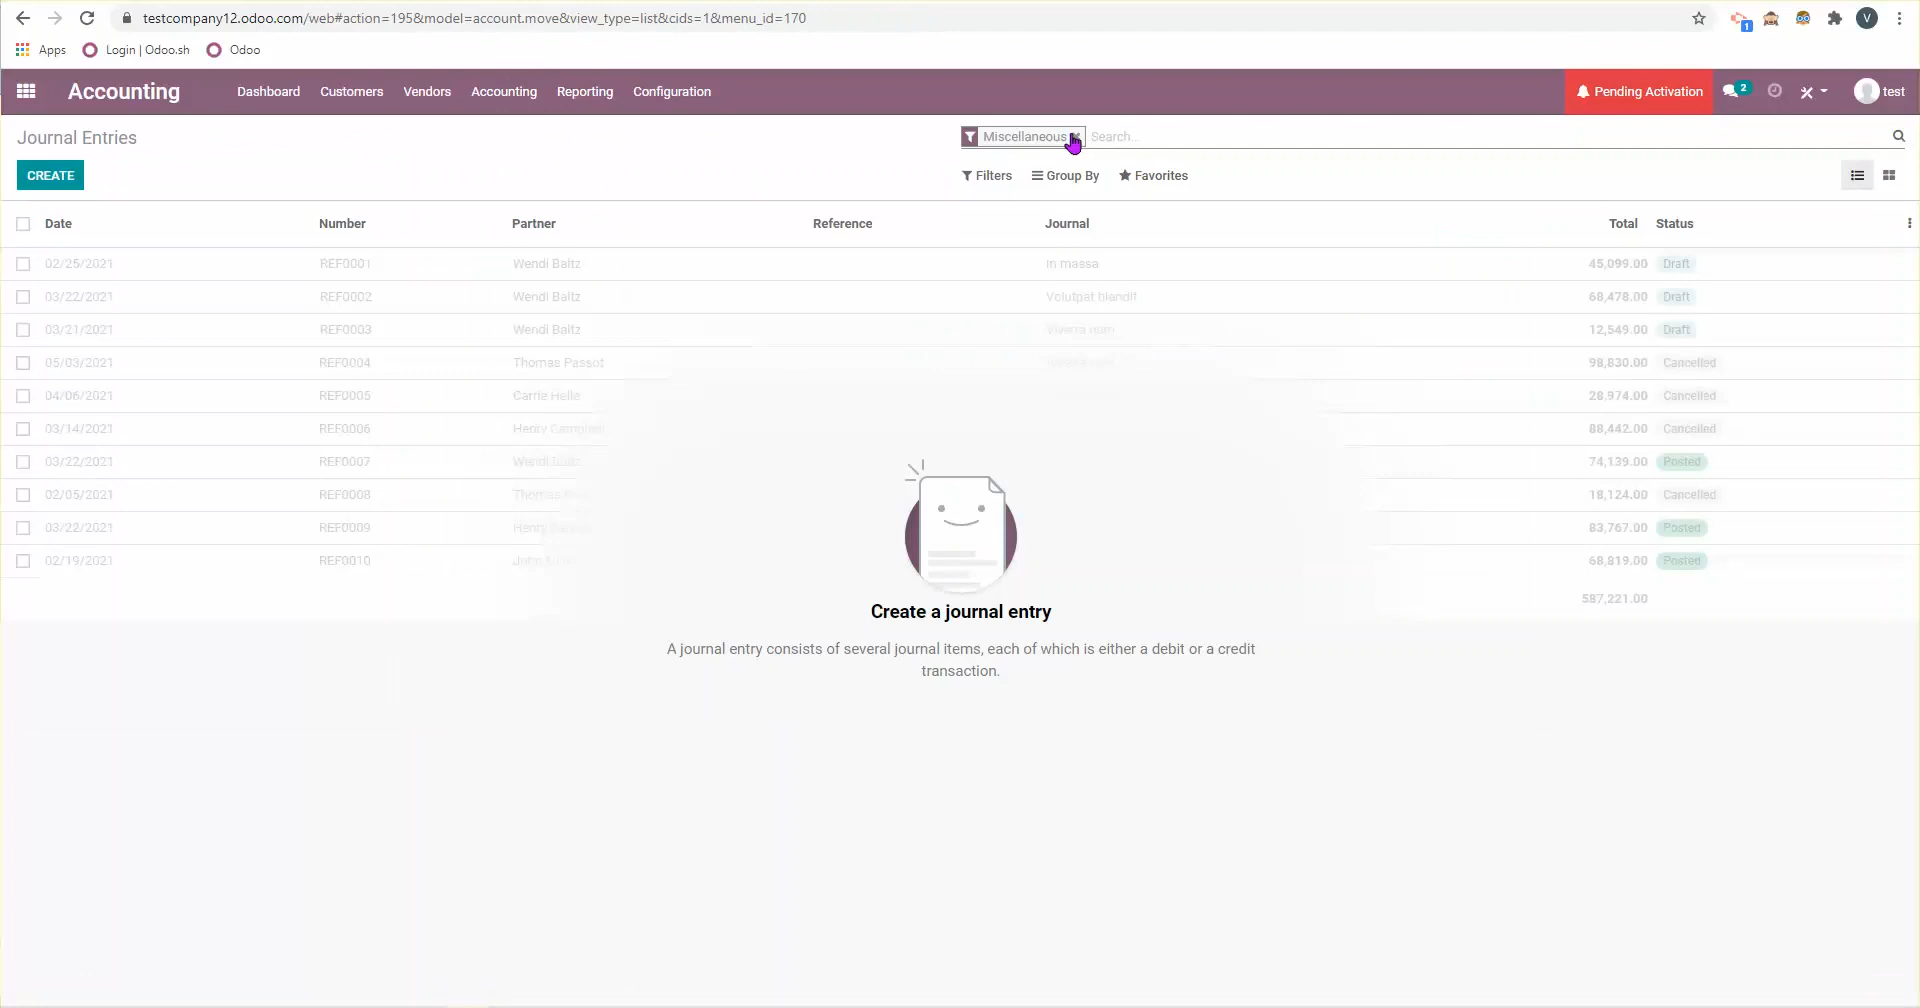 testcompany12.odoo.com/web#action=195&model=account.move&view_type=list&cids=1&menu_id=170
1 V
Apps Login | Odoo.sh Odoo
Accounting Dashboard Customers Vendors Accounting Reporting Configuration Pending Activation 2 test
Journal Entries Miscellaneous Search...
CREATE Filters Group By Favorites
Date Number Partner Reference Journal Total Status
02/25/2021 REF0001 Wendi Baltz In massa 45,099.00 Draft
03/22/2021 REF0002 Wendi Baltz Volutpat blandit 68,478.00 Draft
03/21/2021 REF0003 Wendi Baltz Viverra nam 12,549.00 Draft
05/03/2021 REF0004 Thomas Passot 98,830.00 Cancelled
04/06/2021 REF0005 Carrie Helle 28,974.00 Cancelled
03/14/2021 REF0006 Henry Campbell 88,442.00 Cancelled
03/22/2021 REF0007 Wendi Baltz 74,139.00 Posted
02/05/2021 REF0008 Thomas 18,124.00 Cancelled
03/22/2021 REF0009 Henry 83,767.00 Posted
02/19/2021 REF0010 John 68,819.00 Posted
587,221.00
Create a journal entry
A journal entry consists of several journal items, each of which is either a debit or a credit
transaction.